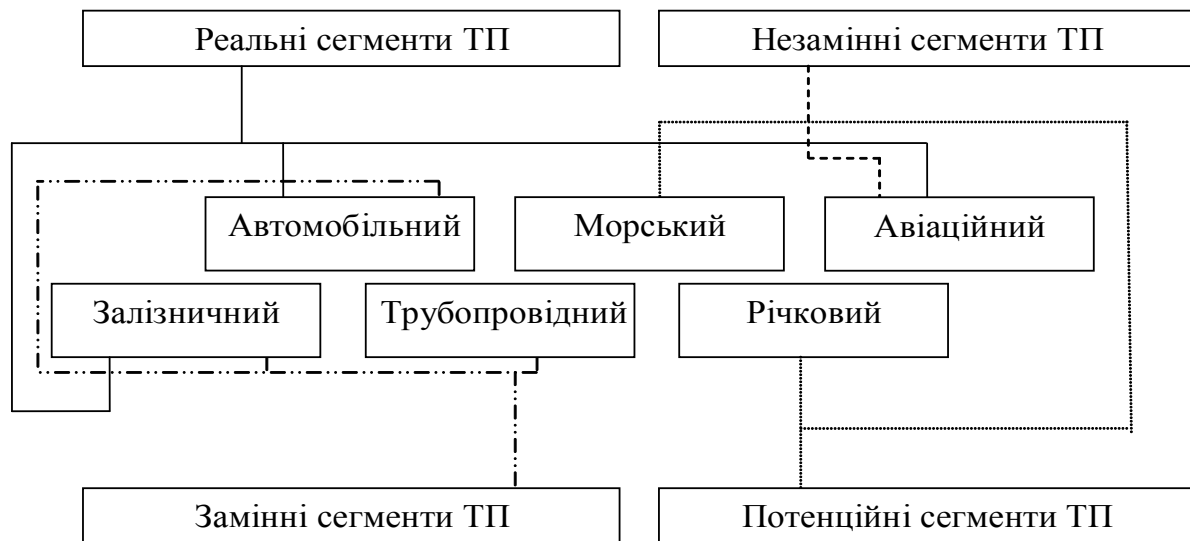 Реальні сегменти ТП
Незамінні сегменти ТП
Автомобільний
Морський
Авіаційний
Залізничний
Трубопровідний
Річковий
Замінні сегменти ТП
Потенційні сегменти ТП